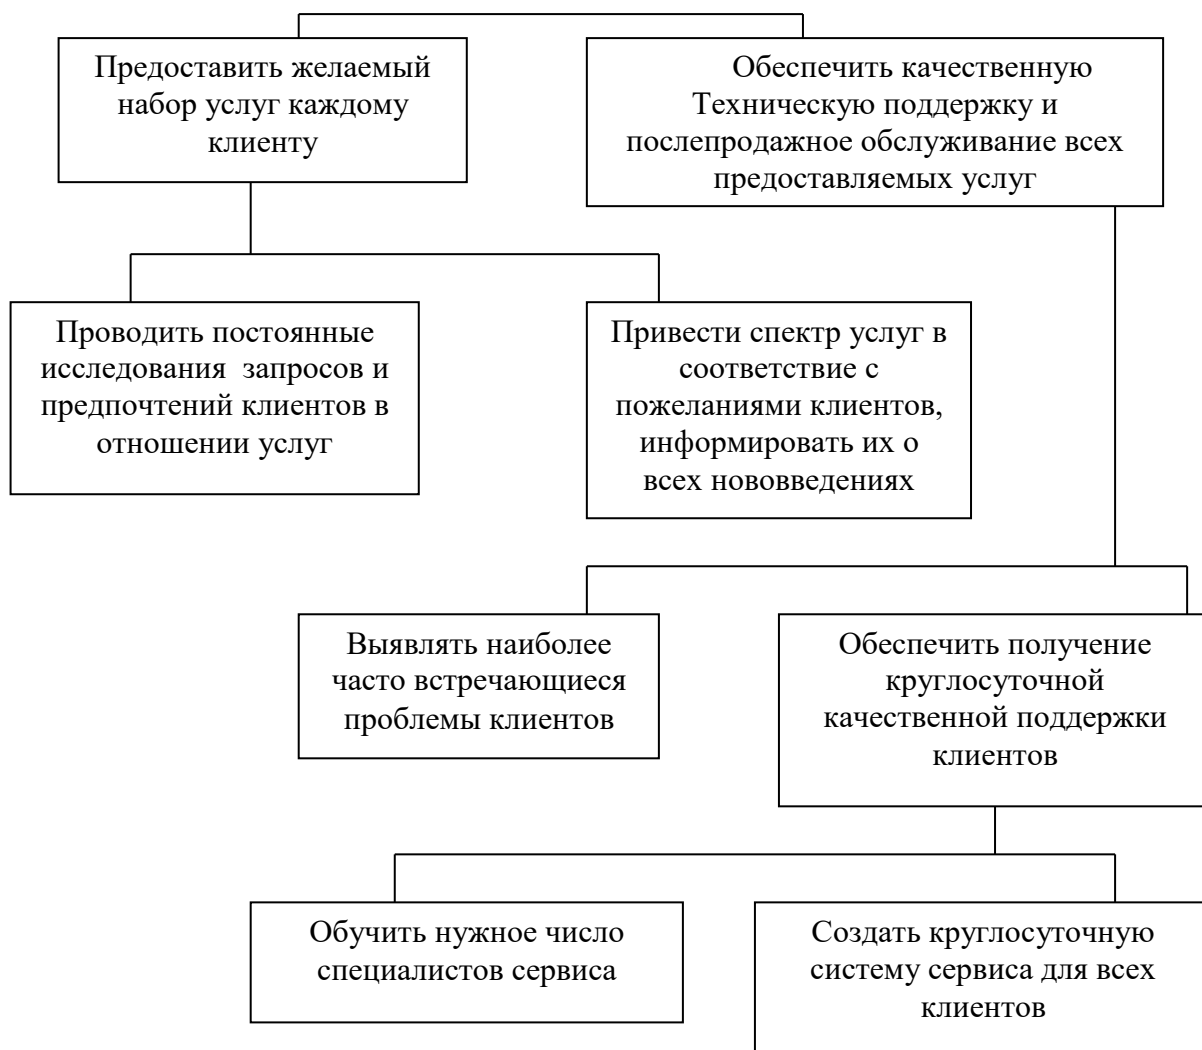 Предоставить желаемый
набор услуг каждому
клиенту
Обеспечить качественную
Техническую поддержку и
послепродажное обслуживание всех
предоставляемых услуг
Проводить постоянные
исследования  запросов и
предпочтений клиентов в
отношении услуг
Привести спектр услуг в
соответствие с
пожеланиями клиентов,
информировать их о
всех нововведениях
Выявлять наиболее
часто встречающиеся
проблемы клиентов
Обеспечить получение
круглосуточной
качественной поддержки
клиентов
Обучить нужное число
специалистов сервиса
Создать круглосуточную
систему сервиса для всех
клиентов